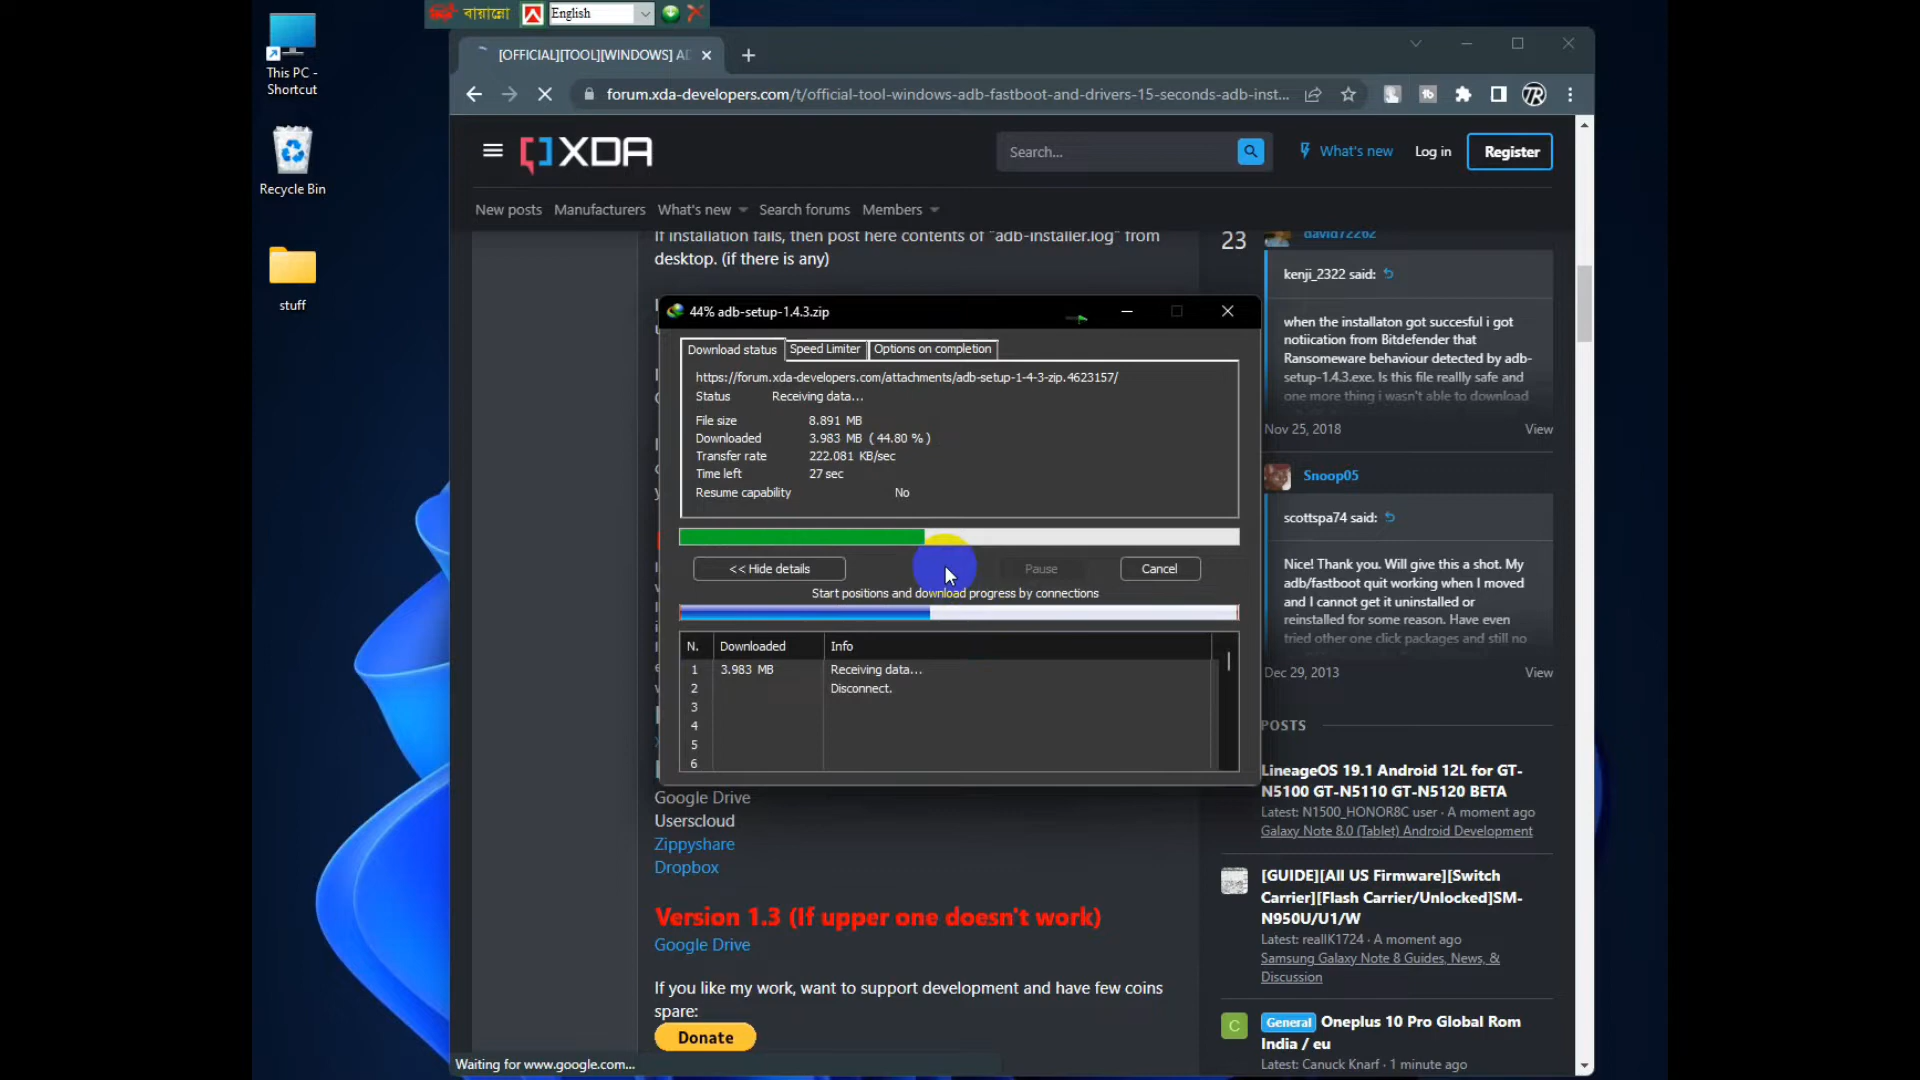 বায়ান্নো
English
This PC -
Shortcut
Recycle Bin
stuff
[OFFICIAL][TOOL][WINDOWS] AD
forum.xda-developers.com/t/official-tool-windows-adb-fastboot-and-drivers-15-seconds-adb-inst...
XDA
Search...
What's new
Log in
Register
New posts
Manufacturers
What's new
Search forums
Members
If installation fails, then post here contents of "adb-installer.log" from
desktop. (if there is any)
44% adb-setup-1.4.3.zip
Download status
Speed Limiter
Options on completion
https://forum.xda-developers.com/attachments/adb-setup-1-4-3-zip.4623157/
Status Receiving data...
File size 8.891 MB
Downloaded 3.983 MB ( 44.80 % )
Transfer rate 222.081 KB/sec
Time left 27 sec
Resume capability No
<< Hide details
Pause
Cancel
Start positions and download progress by connections
N. Downloaded Info
1 3.983 MB Receiving data...
2 Disconnect.
3
4
5
6
Google Drive
Userscloud
Zippyshare
Dropbox
Version 1.3 (If upper one doesn't work)
Google Drive
If you like my work, want to support development and have few coins
spare:
Donate
Waiting for www.google.com...
23
david72262
kenji_2322 said:
when the installaton got succesful i got
notiication from Bitdefender that
Ransomeware behaviour detected by adb-
setup-1.4.3.exe. Is this file reallly safe and
one more thing i wasn't able to download
Nov 25, 2018
View
Snoop05
scottspa74 said:
Nice! Thank you. Will give this a shot. My
adb/fastboot quit working when I moved
and I cannot get it uninstalled or
reinstalled for some reason. Have even
tried other one click packages and still no
Dec 29, 2013
View
POSTS
LineageOS 19.1 Android 12L for GT-
N5100 GT-N5110 GT-N5120 BETA
Latest: N1500_HONOR8C user · A moment ago
Galaxy Note 8.0 (Tablet) Android Development
[GUIDE][All US Firmware][Switch
Carrier][Flash Carrier/Unlocked]SM-
N950U/U1/W
Latest: reallK1724 · A moment ago
Samsung Galaxy Note 8 Guides, News, &
Discussion
C
General Oneplus 10 Pro Global Rom
India / eu
Latest: Canuck Knarf · 1 minute ago